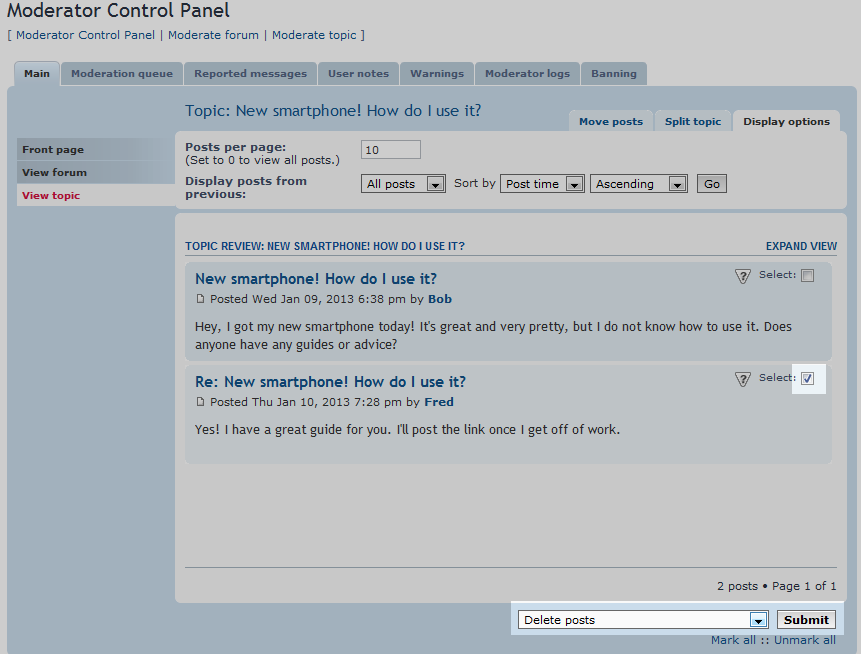 Moderator Control Panel
[ Moderator Control Panel | Moderate forum | Moderate topic ]
Main Moderation queue Reported messages User notes Warnings Moderator logs Banning
Topic: New smartphone! How do I use it?
Move posts Split topic Display options
Front page
View forum
View topic
Posts per page:
(Set to 0 to view all posts.)
10
Display posts from
previous:
All posts Sort by Post time Ascending Go
TOPIC REVIEW: NEW SMARTPHONE! HOW DO I USE IT? EXPAND VIEW
New smartphone! How do I use it?
? Select:
Posted Wed Jan 09, 2013 6:38 pm by Bob
Hey, I got my new smartphone today! It's great and very pretty, but I do not know how to use it. Does
anyone have any guides or advice?
Re: New smartphone! How do I use it?
? Select:
Posted Thu Jan 10, 2013 7:28 pm by Fred
Yes! I have a great guide for you. I'll post the link once I get off of work.
2 posts • Page 1 of 1
Delete posts Submit
Mark all :: Unmark all